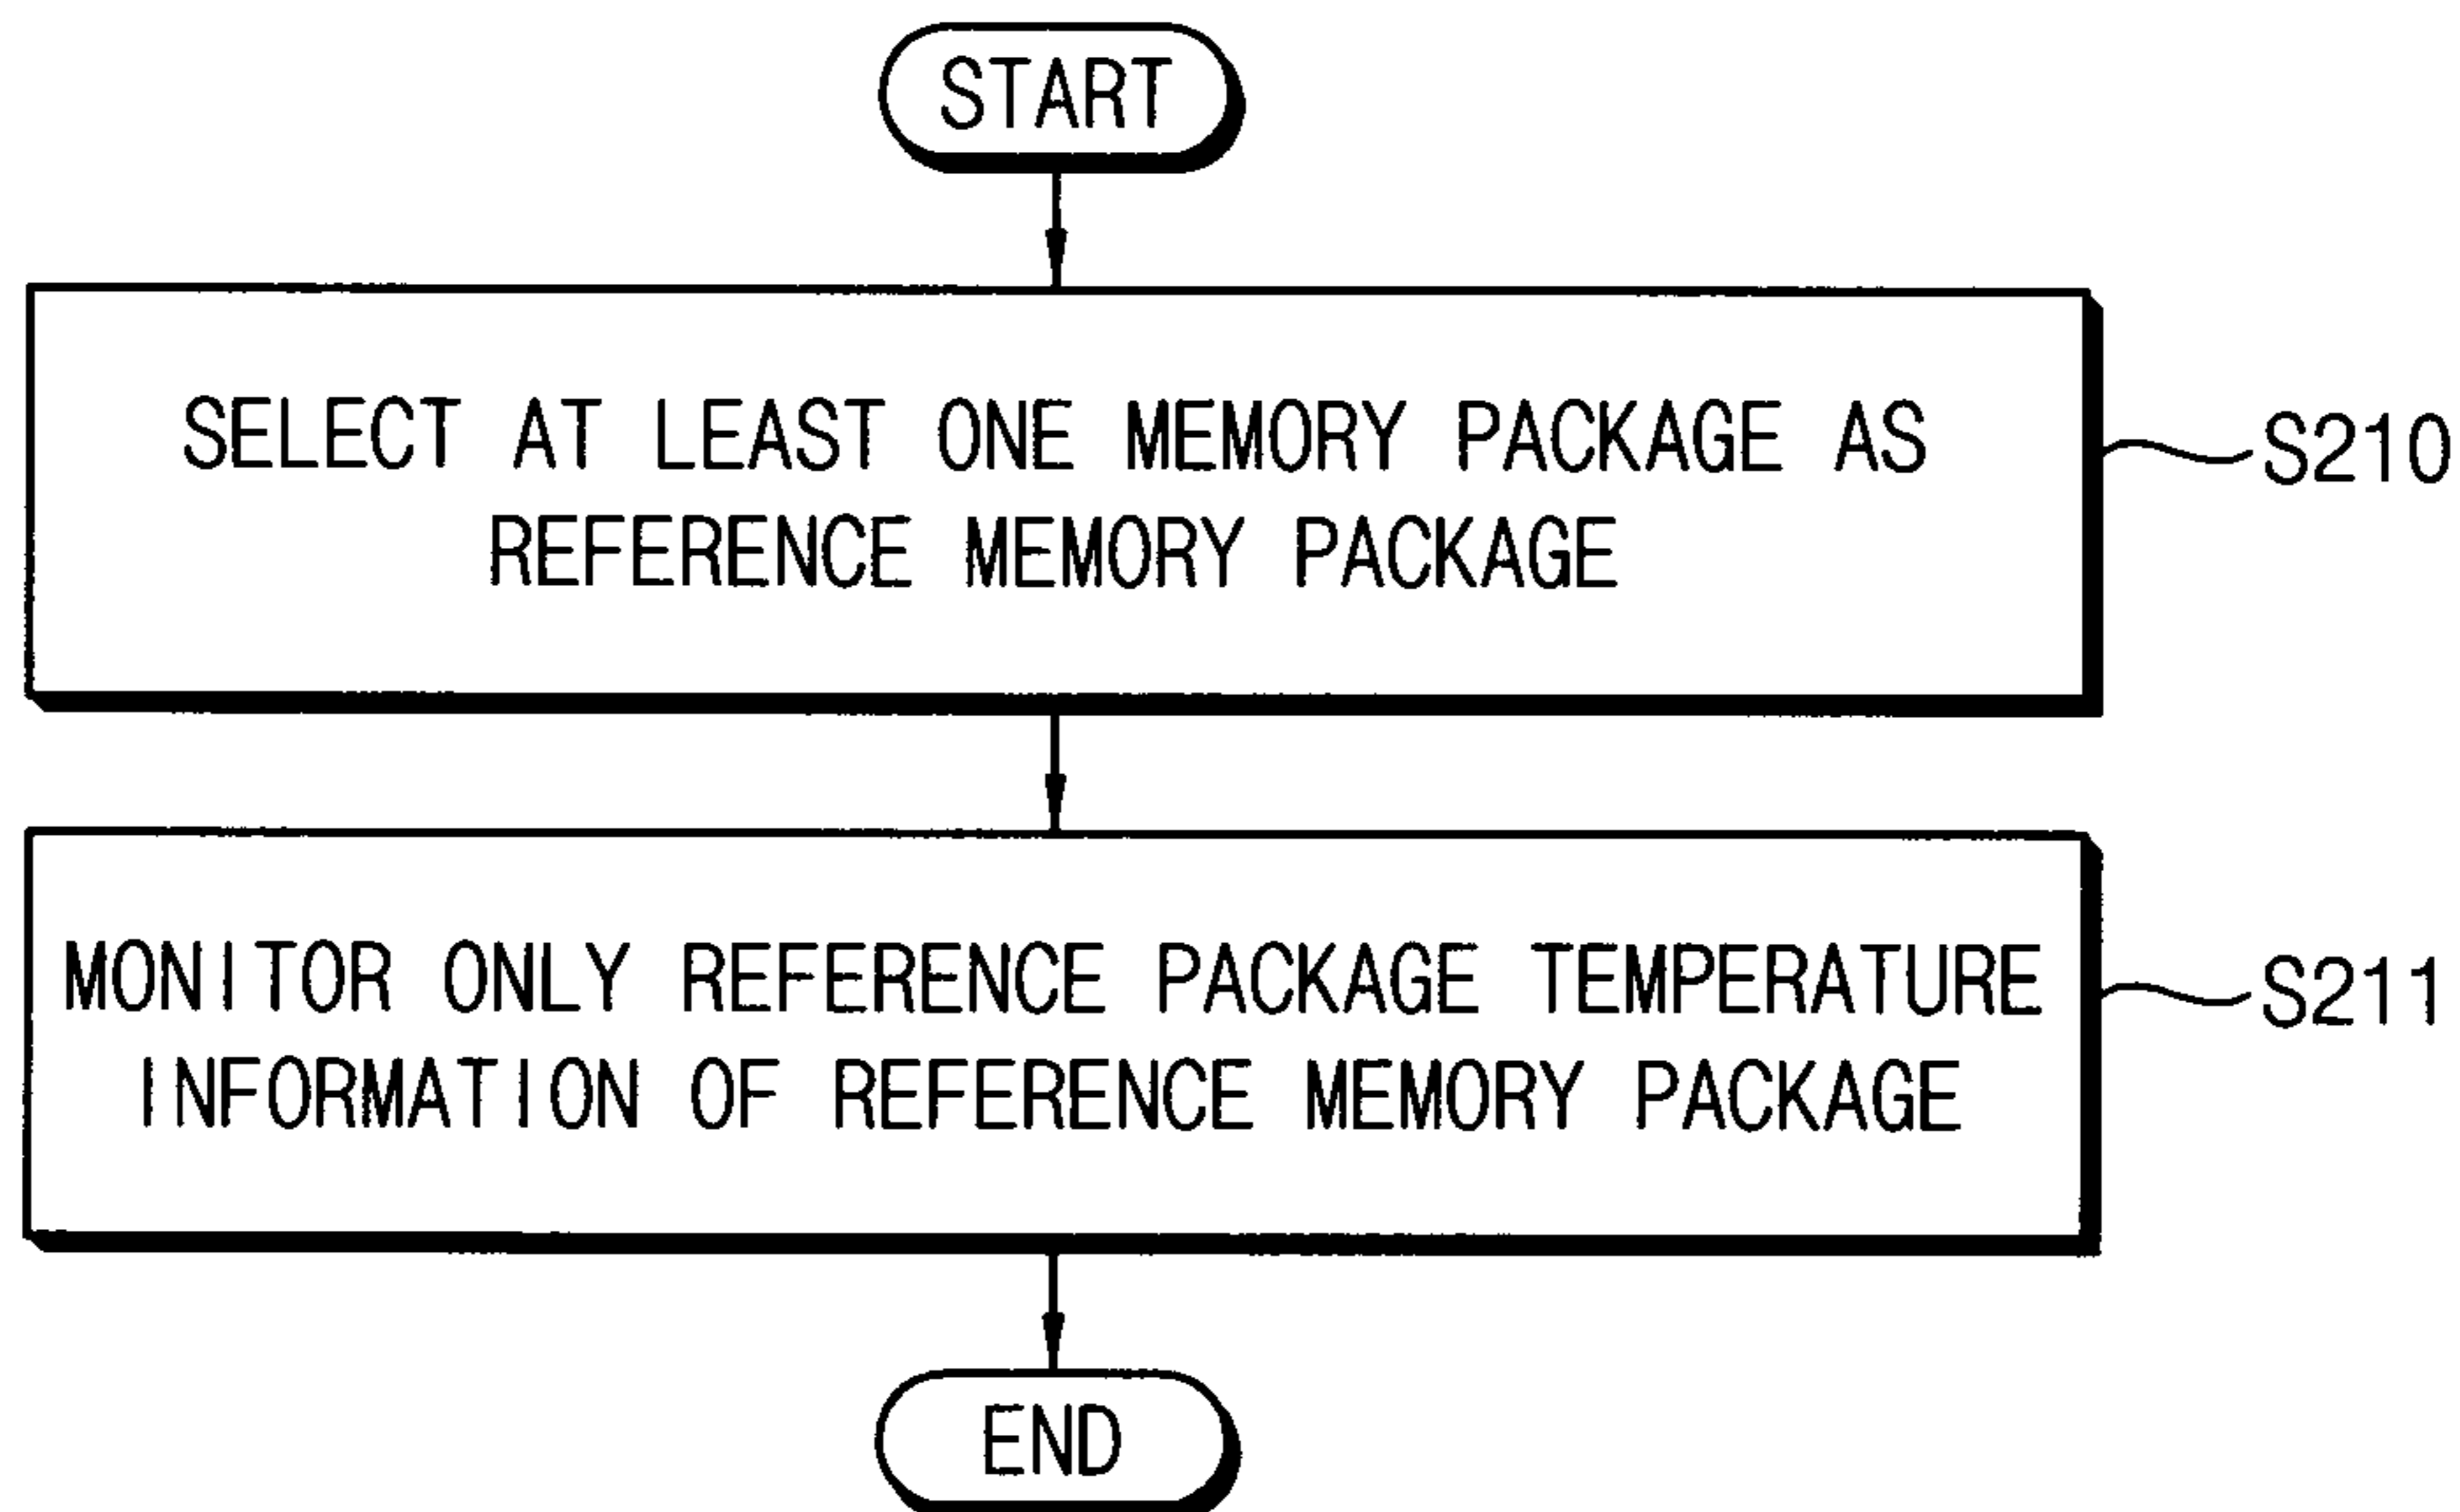 START
SELECT AT LEAST ONE MEMORY PACKAGE AS
REFERENCE MEMORY PACKAGE
S210
MONITOR ONLY REFERENCE PACKAGE TEMPERATURE
INFORMATION OF REFERENCE MEMORY PACKAGE
S211
END